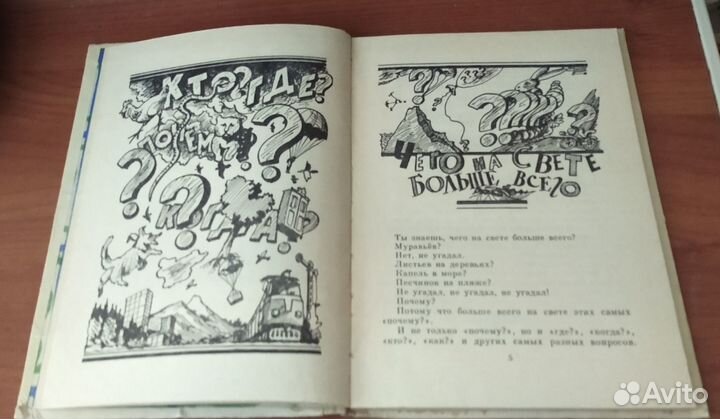 КТО? ГДЕ?
ПОЧЕМУ?
КОГДА?
ЧЕГО НА СВЕТЕ
БОЛЬШЕ ВСЕГО
Ты знаешь, чего на свете больше всего?
Муравьёв?
Нет, не угадал.
Листьев на деревьях?
Капель в море?
Песчинок на пляже?
Не угадал, не угадал, не угадал!
Почему?
Потому что больше всего на свете этих самых
«почему?».
И не только «почему?», но и «где?», «когда?»,
«кто?», «как?» и других самых разных вопросов.
5
Avito